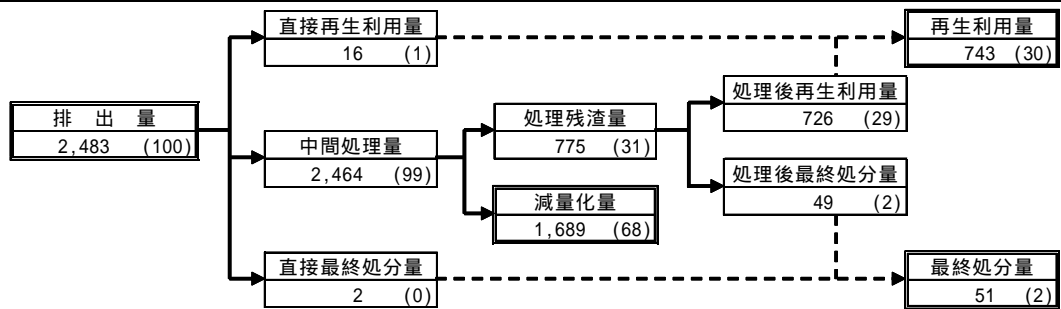 直接再生利用量
16 (1)
再生利用量
743 (30)
処理後再生利用量
726 (29)
排 出 量
2,483 (100)
中間処理量
2,464 (99)
処理残渣量
775 (31)
処理後最終処分量
49 (2)
減量化量
1,689 (68)
直接最終処分量
2 (0)
最終処分量
51 (2)